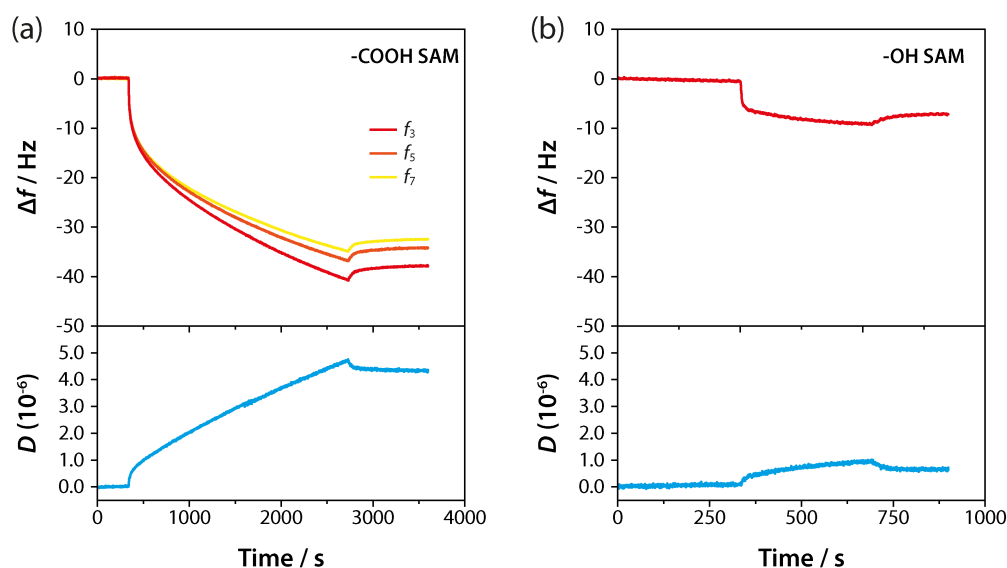 (a)
-COOH SAM
Δf / Hz
10
0
-10
-20
-30
-40
-50
f3
f5
f7
D (10-6)
5.0
4.0
3.0
2.0
1.0
0.0
0 1000 2000 3000 4000
Time / s
(b)
-OH SAM
Δf / Hz
10
0
-10
-20
-30
-40
-50
D (10-6)
5.0
4.0
3.0
2.0
1.0
0.0
0 250 500 750 1000
Time / s